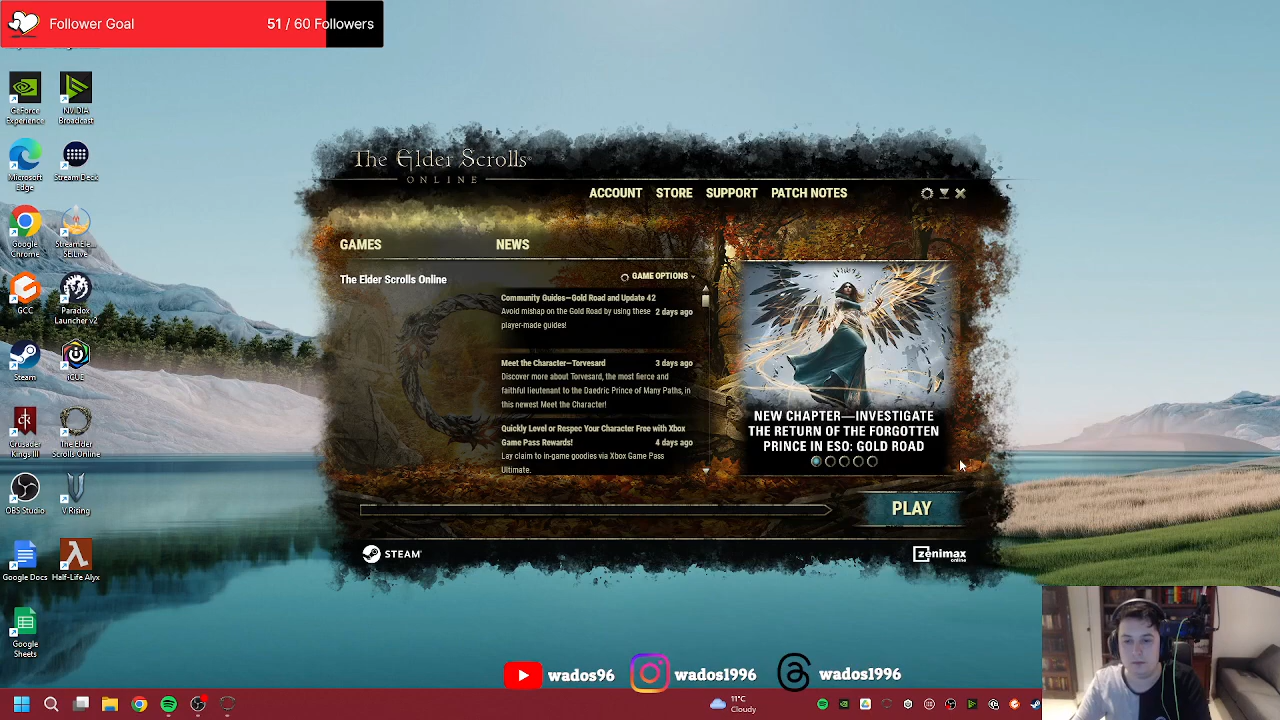 Follower Goal
51 / 60 Followers
GeForce
Experience
NVIDIA
Broadcast
Microsoft
Edge
Stream Deck
Google
Chrome
StreamEle...
SE.Live
GCC
Paradox
Launcher v2
Steam
iCUE
Crusader
Kings III
The Elder
Scrolls Online
OBS Studio
V Rising
Google Docs
Half-Life Alyx
Google
Sheets
The Elder Scrolls
ONLINE
ACCOUNT
STORE
SUPPORT
PATCH NOTES
GAMES
NEWS
The Elder Scrolls Online
GAME OPTIONS
Community Guides—Gold Road and Update 42
Avoid mishap on the Gold Road by using these
2 days ago
player-made guides!
Meet the Character—Torvesard
3 days ago
Discover more about Torvesard, the most fierce and
faithful lieutenant to the Daedric Prince of Many Paths, in
this newest Meet the Character!
Quickly Level or Respec Your Character Free with Xbox
Game Pass Rewards!
4 days ago
Lay claim to in-game goodies via Xbox Game Pass
Ultimate.
NEW CHAPTER—INVESTIGATE
THE RETURN OF THE FORGOTTEN
PRINCE IN ESO: GOLD ROAD
PLAY
STEAM
zenimax
online
wados96
wados1996
wados1996
11°C
Cloudy